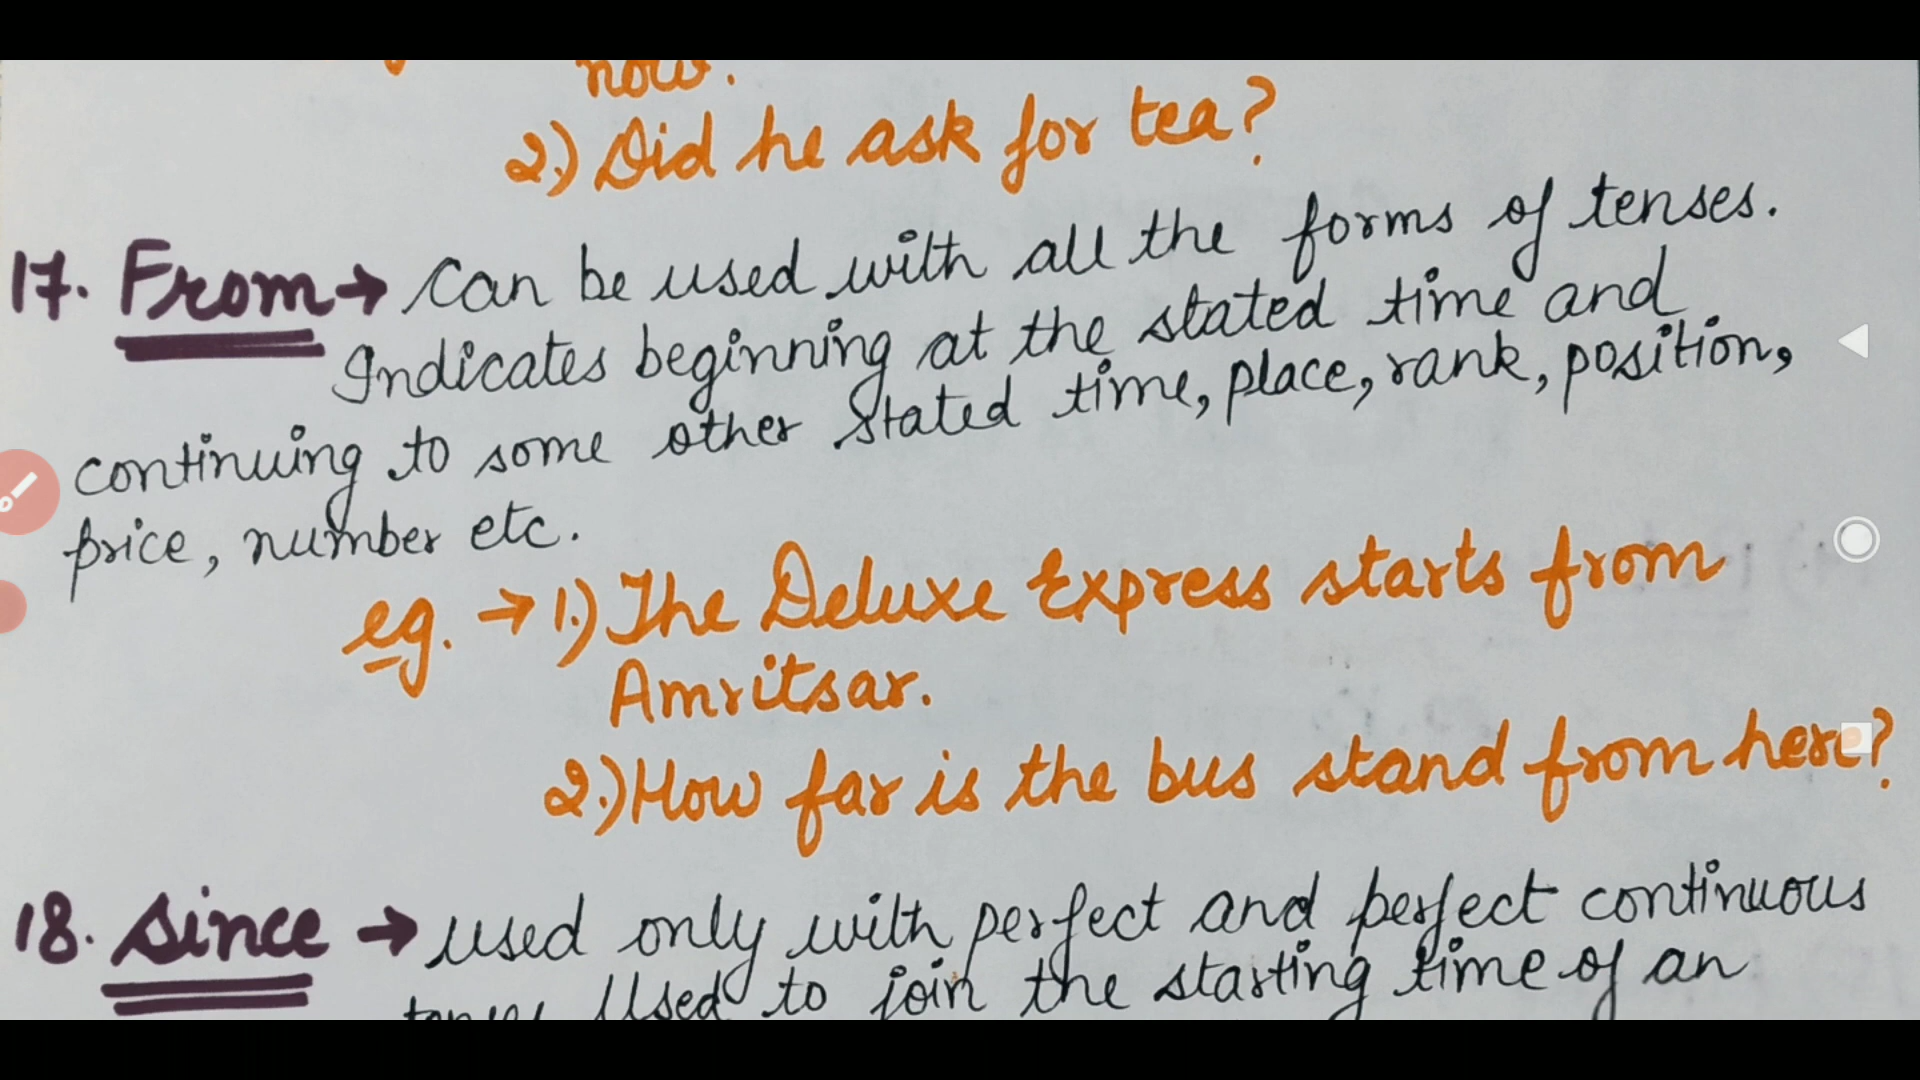 now.
2.) Did he ask for tea?
17. From → Can be used with all the forms of tenses.
Indicates beginning at the stated time and
continuing to some other stated time, place, rank, position,
price, number etc.
eg. → 1.) The Deluxe Express starts from
Amritsar.
2.) How far is the bus stand from here?
18. Since → used only with perfect and perfect continuous
Used to join the starting time of an